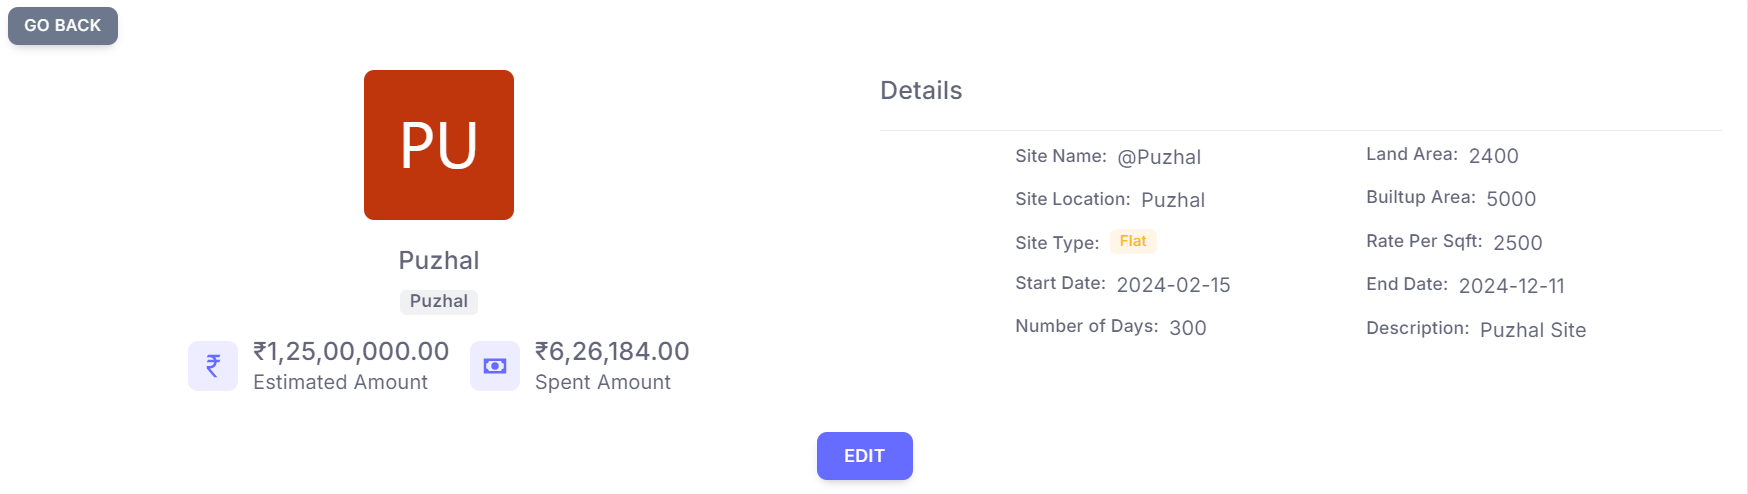 GO BACK
PU
Puzhal
Puzhal
₹1,25,00,000.00
Estimated Amount
₹6,26,184.00
Spent Amount
Details
Site Name: @Puzhal
Site Location: Puzhal
Site Type: Flat
Start Date: 2024-02-15
Number of Days: 300
Land Area: 2400
Builtup Area: 5000
Rate Per Sqft: 2500
End Date: 2024-12-11
Description: Puzhal Site
EDIT